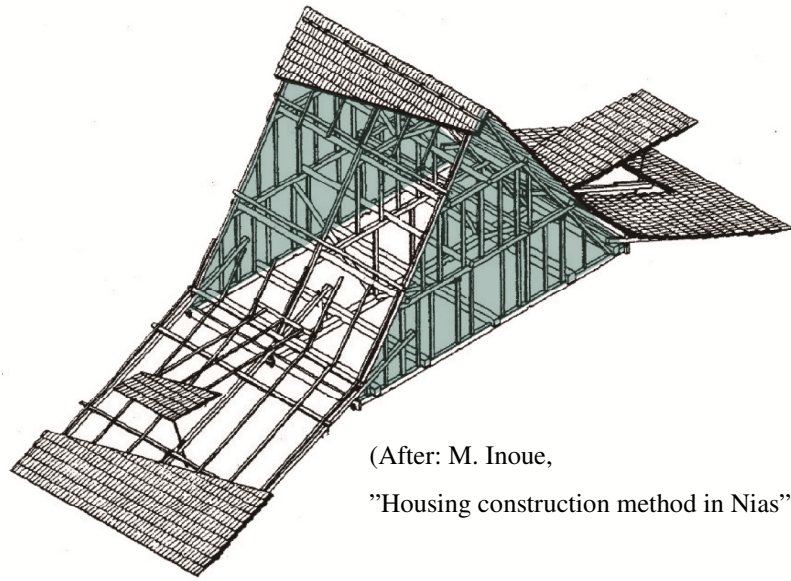 (After: M. Inoue,
”Housing construction method in Nias”